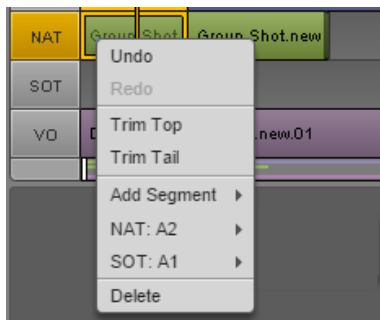 NAT Group Shot Group Shot.new
Undo
SOT Redo
Trim Top
VO .new.01
Trim Tail
Add Segment
NAT: A2
SOT: A1
Delete